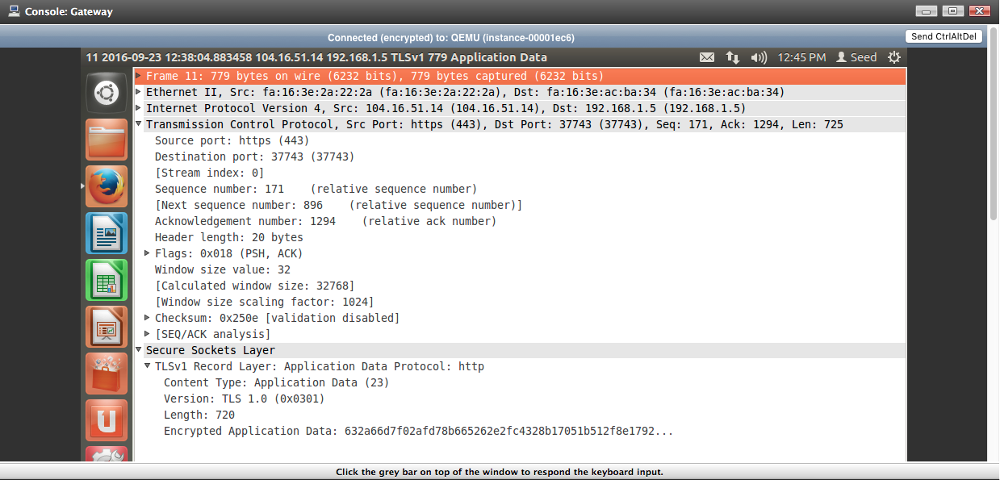 Console: Gateway
Connected (encrypted) to: QEMU (instance-00001ec6)
Send CtrlAltDel
11 2016-09-23 12:38:04.883458 104.16.51.14 192.168.1.5 TLSv1 779 Application Data
12:45 PM
Seed
Frame 11: 779 bytes on wire (6232 bits), 779 bytes captured (6232 bits)
Ethernet II, Src: fa:16:3e:2a:22:2a (fa:16:3e:2a:22:2a), Dst: fa:16:3e:ac:ba:34 (fa:16:3e:ac:ba:34)
Internet Protocol Version 4, Src: 104.16.51.14 (104.16.51.14), Dst: 192.168.1.5 (192.168.1.5)
Transmission Control Protocol, Src Port: https (443), Dst Port: 37743 (37743), Seq: 171, Ack: 1294, Len: 725
Source port: https (443)
Destination port: 37743 (37743)
[Stream index: 0]
Sequence number: 171    (relative sequence number)
[Next sequence number: 896    (relative sequence number)]
Acknowledgement number: 1294    (relative ack number)
Header length: 20 bytes
Flags: 0x018 (PSH, ACK)
Window size value: 32
[Calculated window size: 32768]
[Window size scaling factor: 1024]
Checksum: 0x250e [validation disabled]
[SEQ/ACK analysis]
Secure Sockets Layer
TLSv1 Record Layer: Application Data Protocol: http
Content Type: Application Data (23)
Version: TLS 1.0 (0x0301)
Length: 720
Encrypted Application Data: 632a66d7f02afd78b665262e2fc4328b17051b512f8e1792...
Click the grey bar on top of the window to respond the keyboard input.